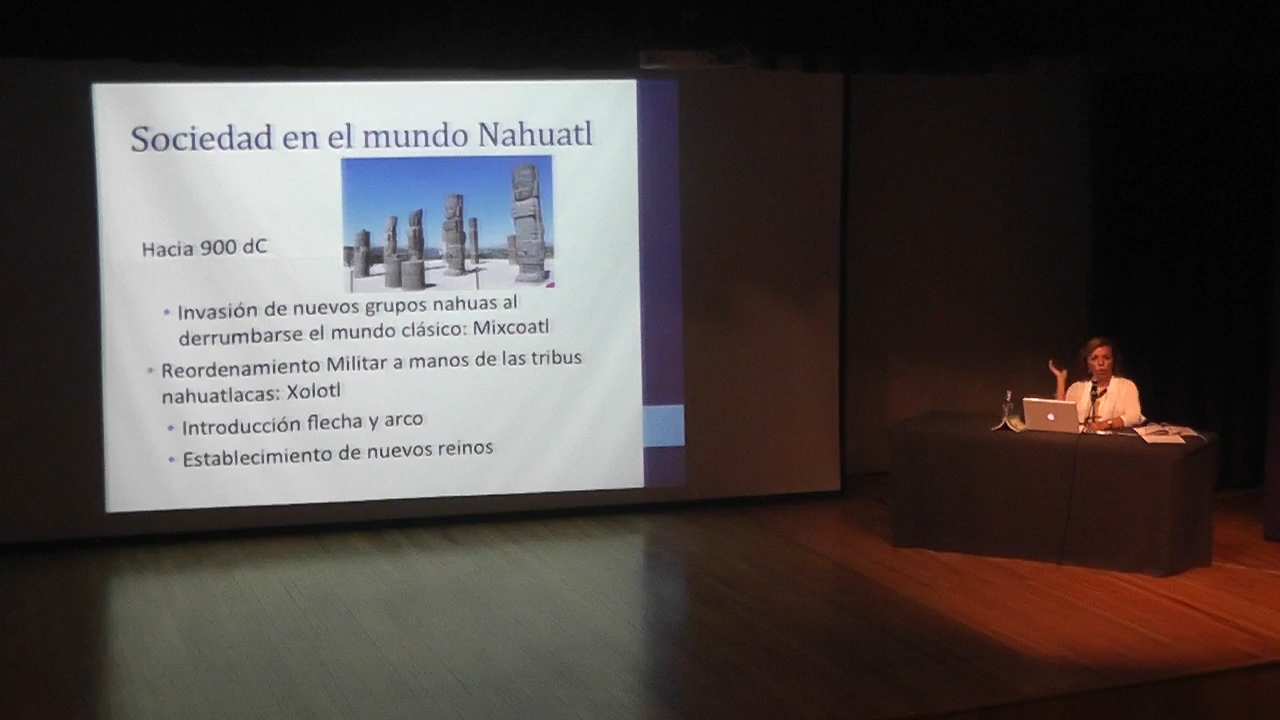 Sociedad en el mundo Nahuatl
Hacia 900 dC
• Invasión de nuevos grupos nahuas al
derrumbarse el mundo clásico: Mixcoatl
• Reordenamiento Militar a manos de las tribus
nahuatlacas: Xolotl
• Introducción flecha y arco
• Establecimiento de nuevos reinos